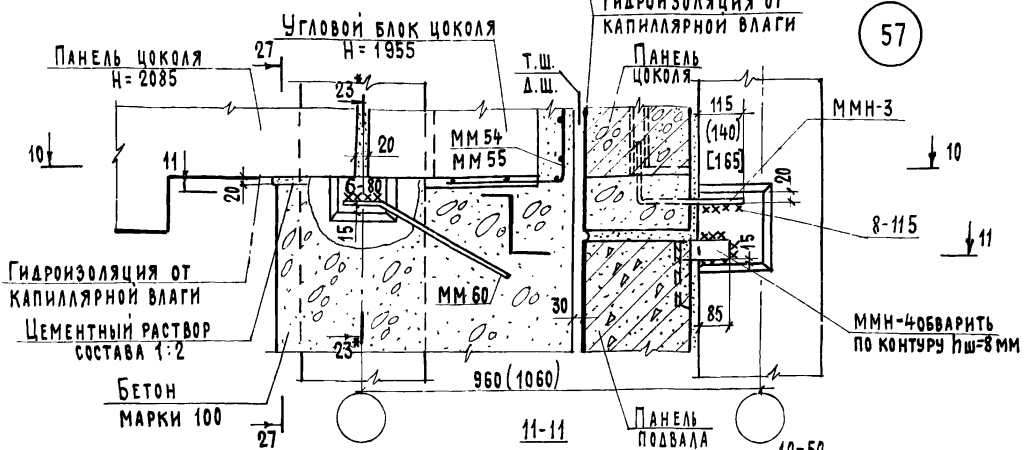 ГИДРОИЗОЛЯЦИЯ ОТ
КАПИЛЛЯРНОЙ ВЛАГИ
57
УГЛОВОЙ БЛОК ЦОКОЛЯ
Н=1955
ПАНЕЛЬ ЦОКОЛЯ
Н=2085
27
23*
Т.Ш.
Д.Ш.
ПАНЕЛЬ
ЦОКОЛЯ
115
(140)
[165]
ММН-3
10
11
20
20
ММ 54
ММ 55
20
10
6-80
15
8-115
11
15
ГИДРОИЗОЛЯЦИЯ ОТ
КАПИЛЛЯРНОЙ ВЛАГИ
ММ 60
30
85
ЦЕМЕНТНЫЙ РАСТВОР
СОСТАВА 1:2
23*
ММН-4 ОБВАРИТЬ
ПО КОНТУРУ hш=8ММ
960(1060)
БЕТОН
МАРКИ 100
27
11-11
ПАНЕЛЬ
ПОДВАЛА